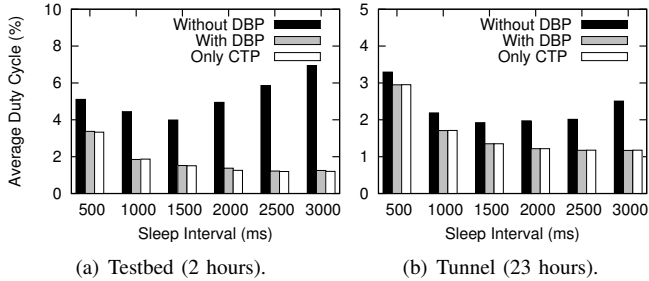 Average Duty Cycle (%)
10
8
6
4
2
0
Without DBP
With DBP
Only CTP
500 1000 1500 2000 2500 3000
Sleep Interval (ms)
(a) Testbed (2 hours).
5
4
3
2
1
0
Without DBP
With DBP
Only CTP
500 1000 1500 2000 2500 3000
Sleep Interval (ms)
(b) Tunnel (23 hours).